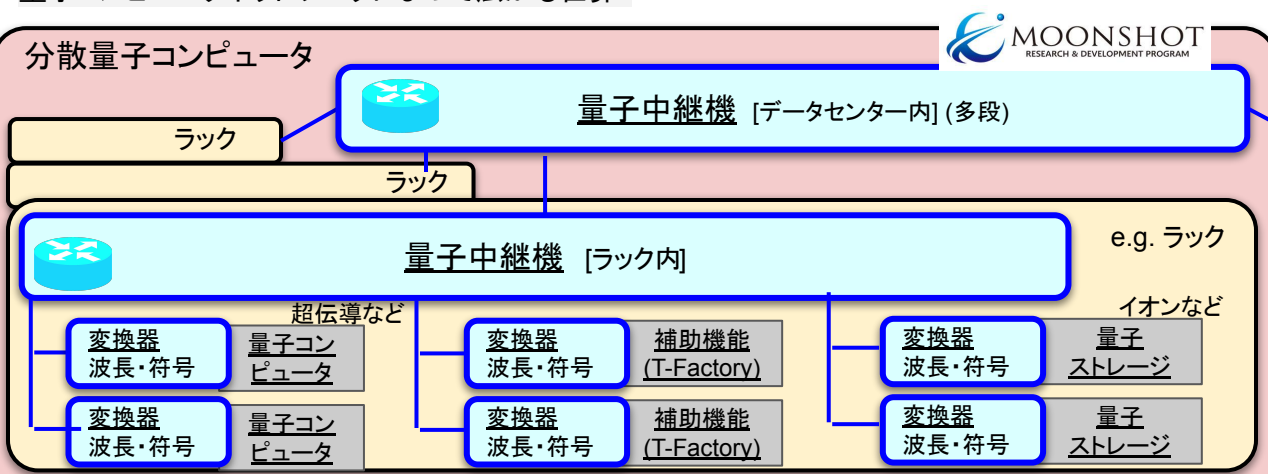 分散量子コンピュータ
MOONSHOT
RESEARCH & DEVELOPMENT PROGRAM
量子中継機 [データセンター内] (多段)
ラック
ラック
量子中継機 [ラック内]
e.g. ラック
超伝導など
イオンなど
変換器
波長・符号
量子コン
ピュータ
変換器
波長・符号
補助機能
(T-Factory)
変換器
波長・符号
量子
ストレージ
変換器
波長・符号
量子コン
ピュータ
変換器
波長・符号
補助機能
(T-Factory)
変換器
波長・符号
量子
ストレージ